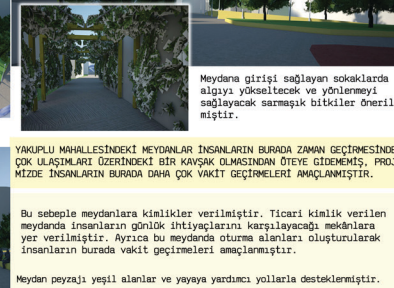 Meydana girişi sağlayan sokaklarda
algıyı yükseltecek ve yönlenmeyi
sağlayacak sarmaşık bitkiler öneril
miştir.
YAKUPLU MAHALLESİNDEKİ MEYDANLAR İNSANLARIN BURADA ZAMAN GEÇİRMESİNDE
ÇOK ULAŞIMLARI ÜZERİNDEKİ BİR KAVŞAK OLMASINDAN ÖTEYE GİDEMEMİŞ, PROJ
MİZDE İNSANLARIN BURADA DAHA ÇOK VAKİT GEÇİRMELERİ AMAÇLANMIŞTIR.
Bu sebeple meydanlara kimlikler verilmiştir. Ticari kimlik verilen
meydanda insanların günlük ihtiyaçlarını karşılayacağı mekânlara
yer verilmiştir. Ayrıca bu meydanda oturma alanları oluşturularak
insanların burada vakit geçirmeleri amaçlanmıştır.
Meydan peyzajı yeşil alanlar ve yayaya yardımcı yollarla desteklenmiştir.